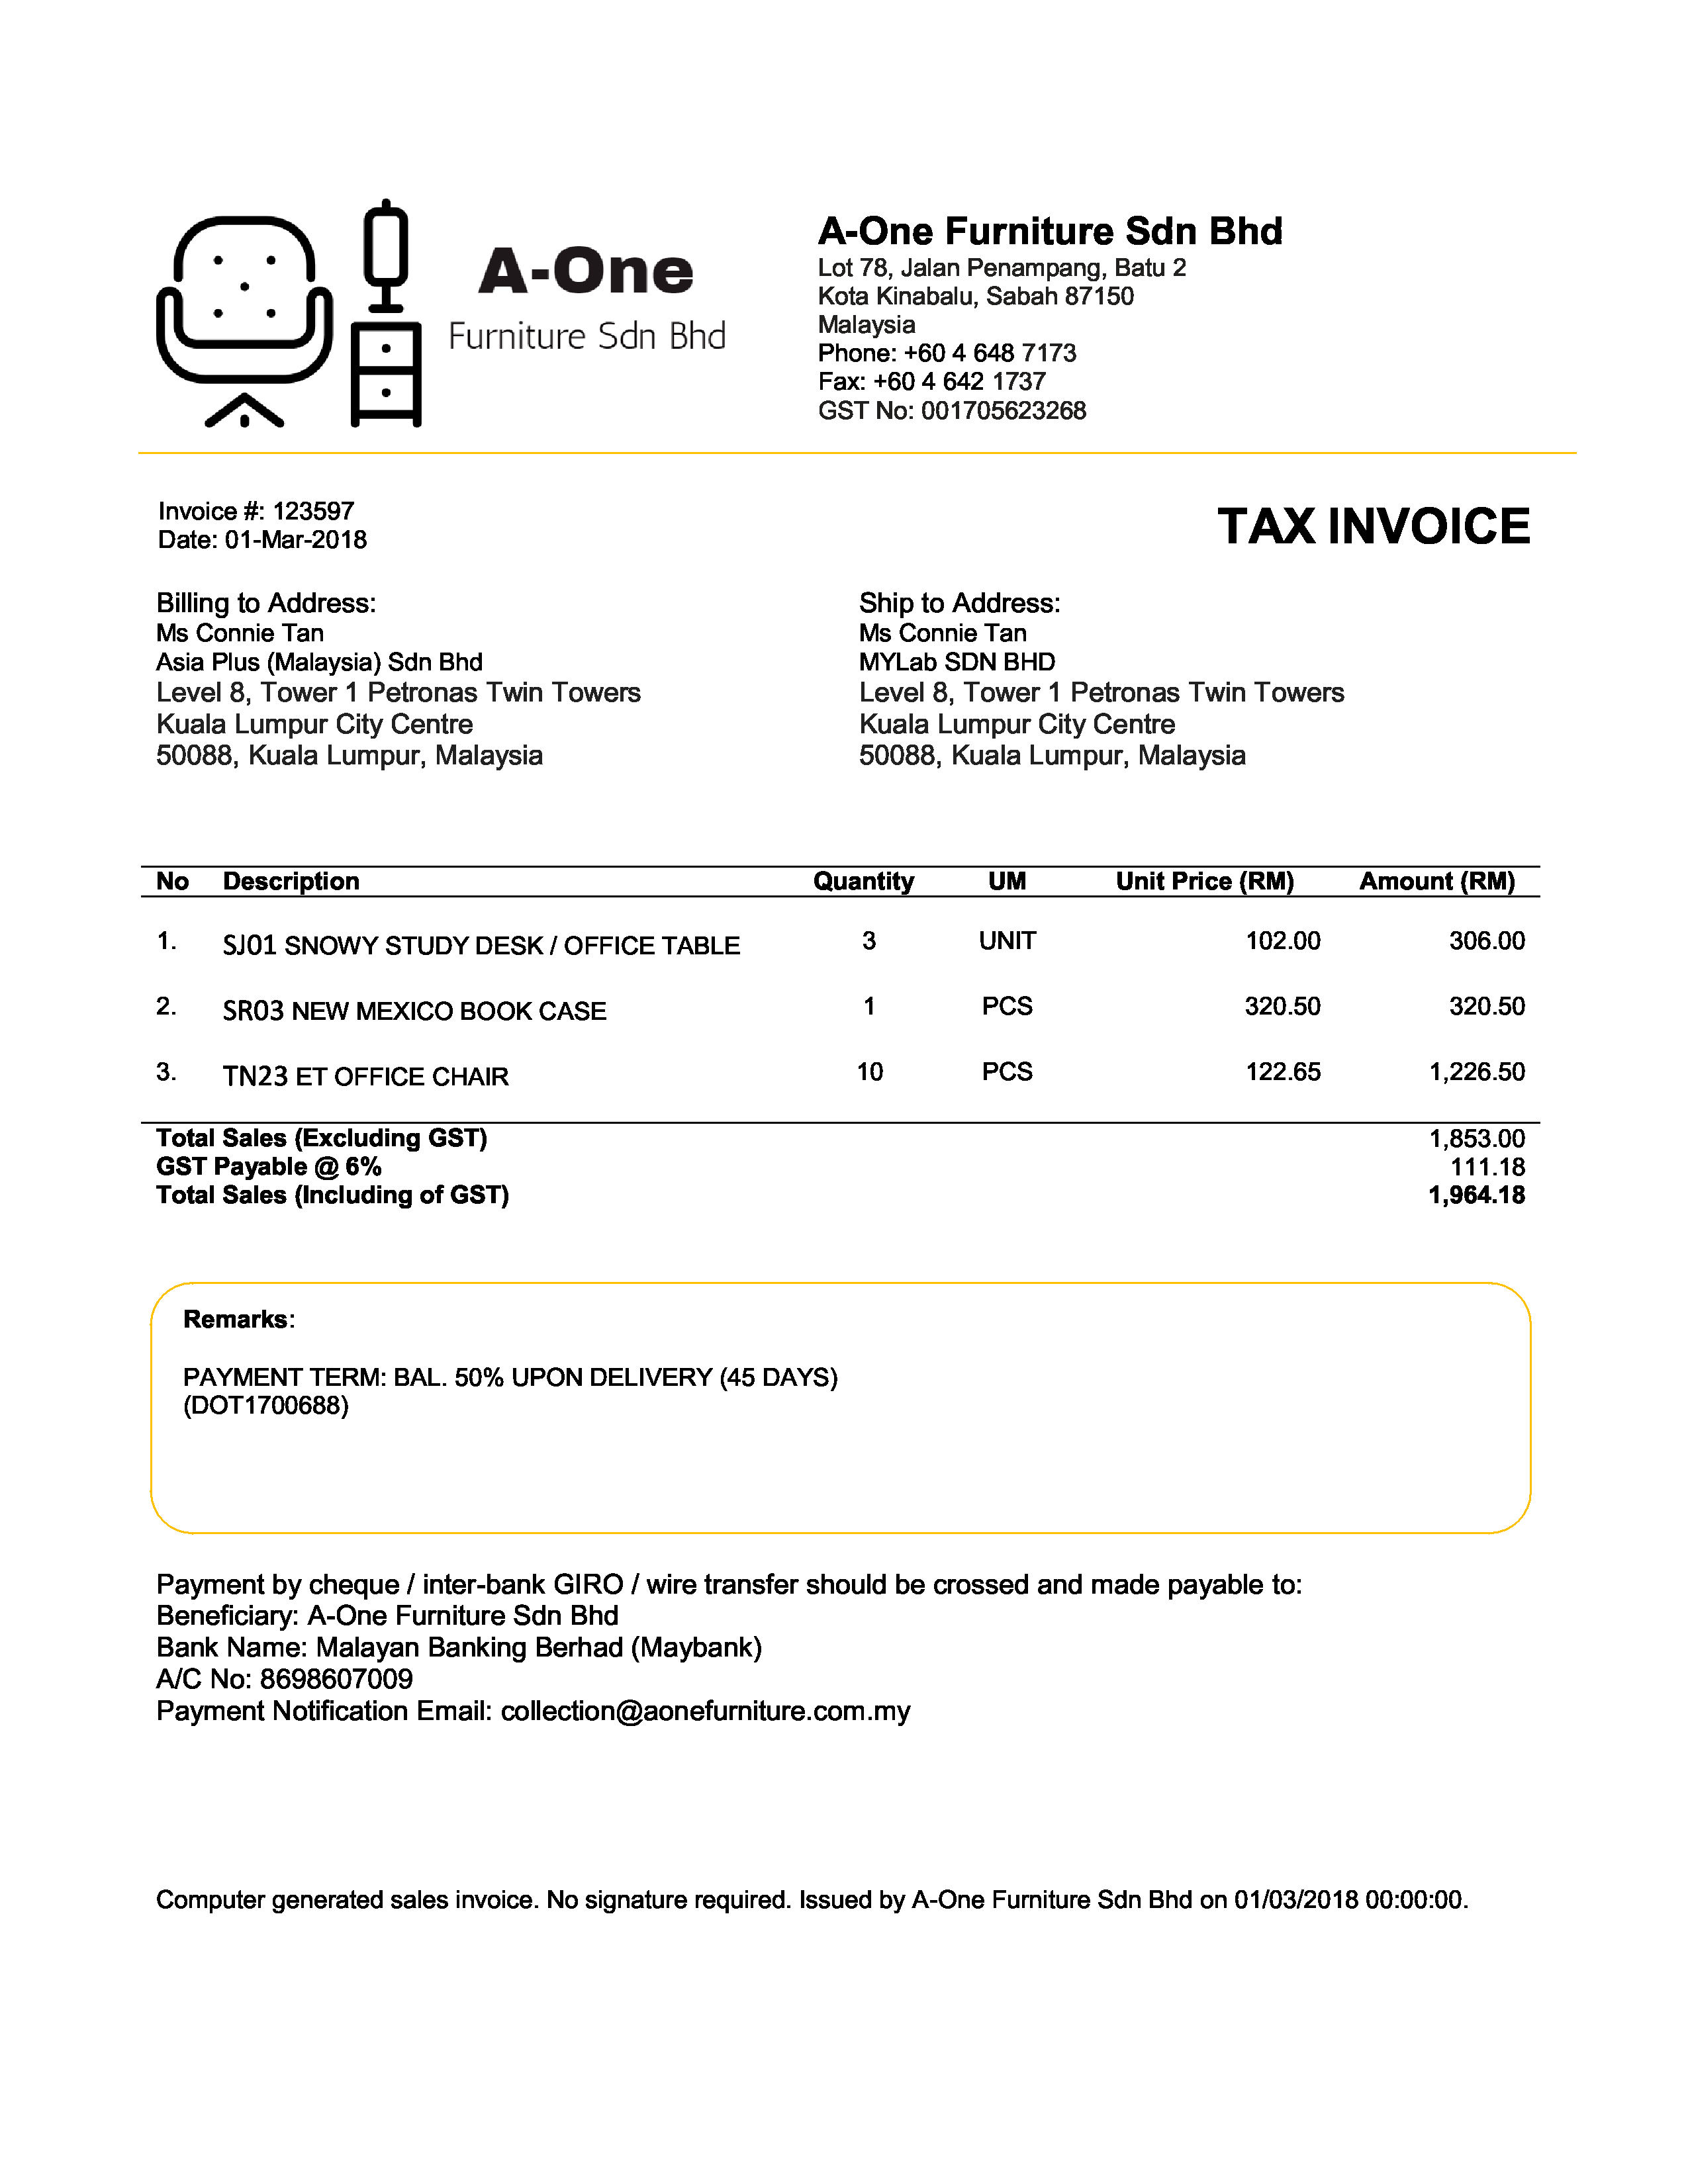 A-One
Furniture Sdn Bhd
A-One Furniture Sdn Bhd
Lot 78, Jalan Penampang, Batu 2
Kota Kinabalu, Sabah 87150
Malaysia
Phone: +60 4 648 7173
Fax: +60 4 642 1737
GST No: 001705623268
Invoice #: 123597
Date: 01-Mar-2018
TAX INVOICE
Billing to Address:
Ms Connie Tan
Asia Plus (Malaysia) Sdn Bhd
Level 8, Tower 1 Petronas Twin Towers
Kuala Lumpur City Centre
50088, Kuala Lumpur, Malaysia
Ship to Address:
Ms Connie Tan
MYLab SDN BHD
Level 8, Tower 1 Petronas Twin Towers
Kuala Lumpur City Centre
50088, Kuala Lumpur, Malaysia
No Description Quantity UM Unit Price (RM) Amount (RM)
1. SJ01 SNOWY STUDY DESK / OFFICE TABLE 3 UNIT 102.00 306.00
2. SR03 NEW MEXICO BOOK CASE 1 PCS 320.50 320.50
3. TN23 ET OFFICE CHAIR 10 PCS 122.65 1,226.50
Total Sales (Excluding GST) 1,853.00
GST Payable @ 6% 111.18
Total Sales (Including of GST) 1,964.18
Remarks:
PAYMENT TERM: BAL. 50% UPON DELIVERY (45 DAYS)
(DOT1700688)
Payment by cheque / inter-bank GIRO / wire transfer should be crossed and made payable to:
Beneficiary: A-One Furniture Sdn Bhd
Bank Name: Malayan Banking Berhad (Maybank)
A/C No: 8698607009
Payment Notification Email: collection@aonefurniture.com.my
Computer generated sales invoice. No signature required. Issued by A-One Furniture Sdn Bhd on 01/03/2018 00:00:00.